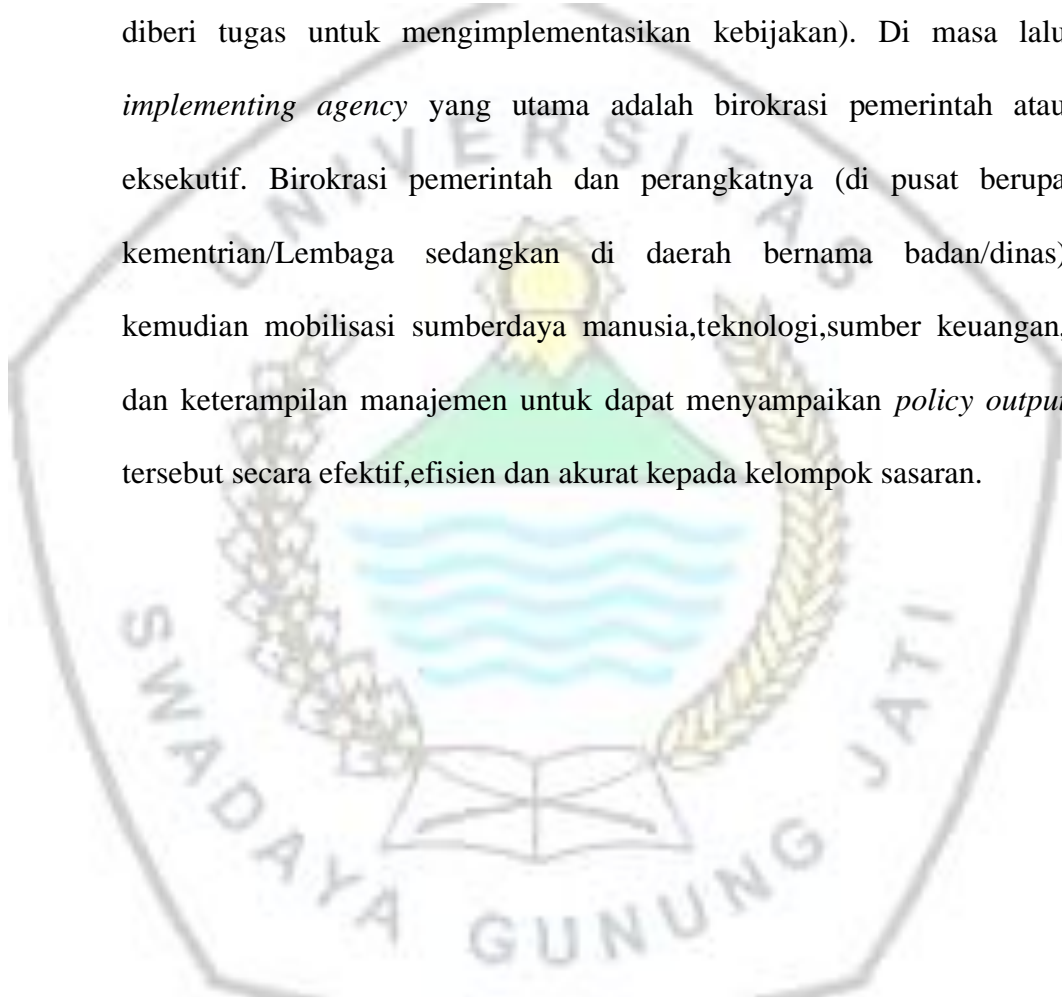 diberi tugas untuk mengimplementasikan kebijakan). Di masa lalu
implementing agency yang utama adalah birokrasi pemerintah atau
eksekutif. Birokrasi pemerintah dan perangkatnya (di pusat berupa
kementrian/Lembaga sedangkan di daerah bernama badan/dinas)
kemudian mobilisasi sumberdaya manusia,teknologi,sumber keuangan,
dan keterampilan manajemen untuk dapat menyampaikan policy output
tersebut secara efektif,efisien dan akurat kepada kelompok sasaran.
UNIVERSITAS
SWADAYA GUNUNG JATI